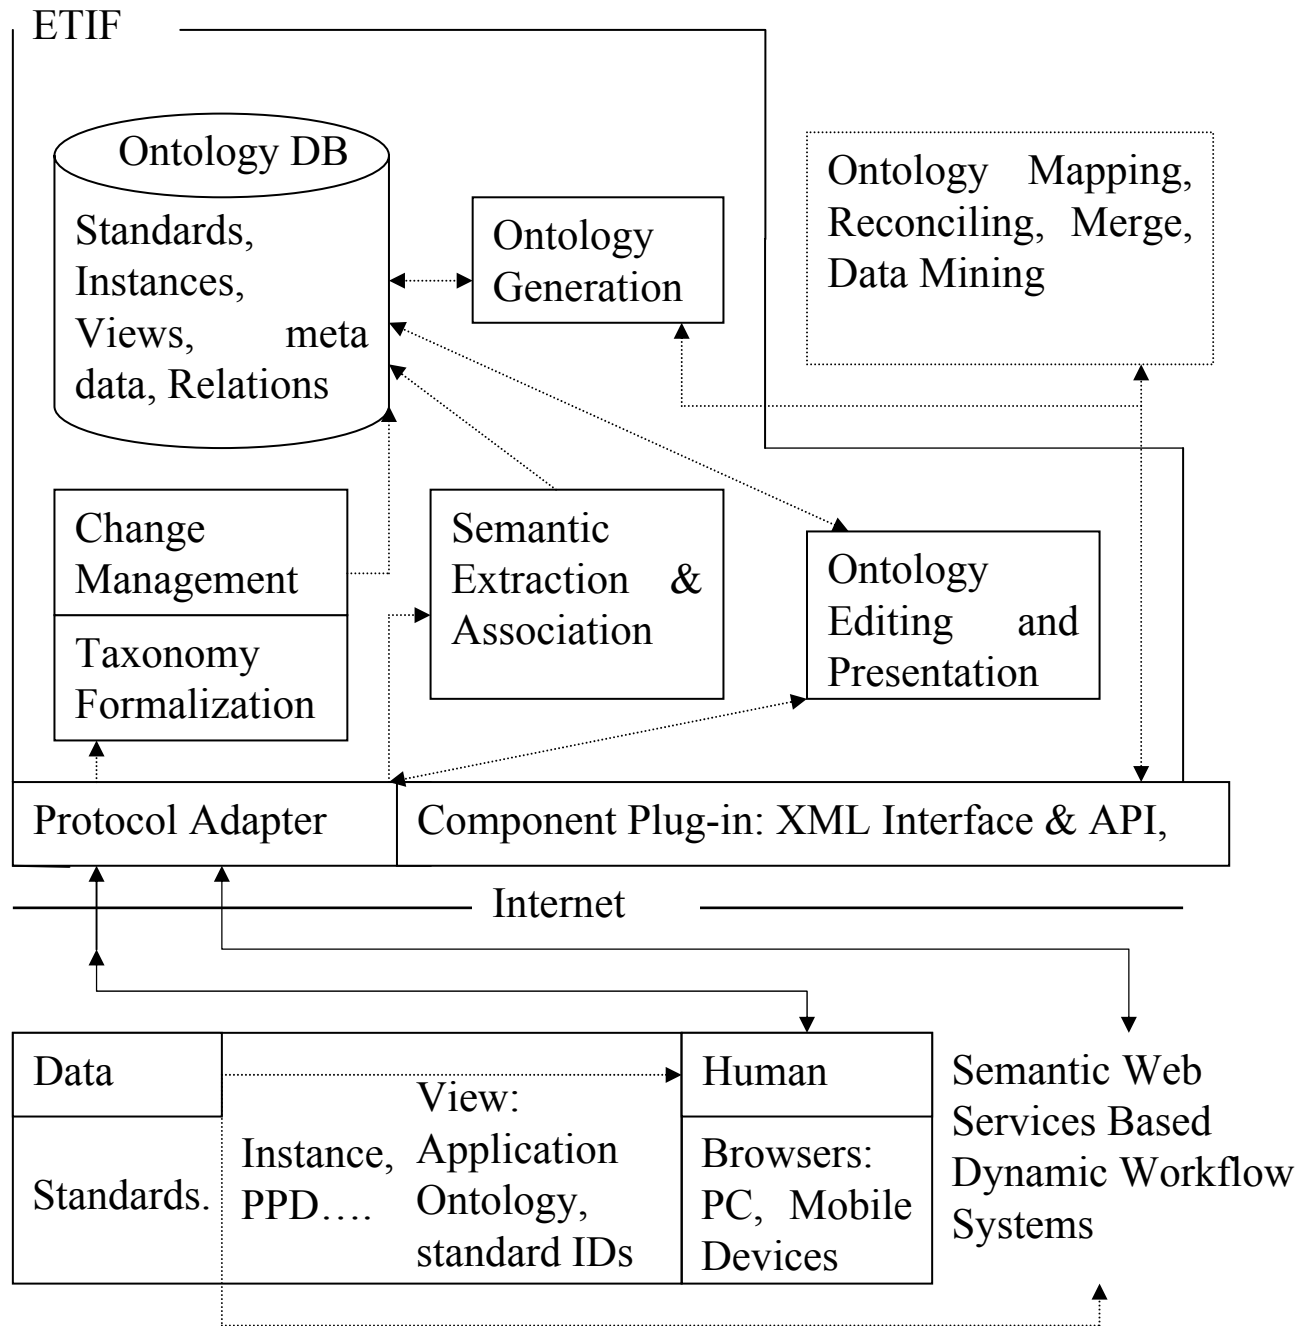 ETIF
Ontology DB
Standards,
Instances,
Views, meta
data, Relations
Ontology
Generation
Ontology Mapping,
Reconciling, Merge,
Data Mining
Change
Management
Taxonomy
Formalization
Semantic
Extraction &
Association
Ontology
Editing and
Presentation
Protocol Adapter
Component Plug-in: XML Interface & API,
Internet
Data
Standards.
Instance,
PPD….
View:
Application
Ontology,
standard IDs
Human
Browsers:
PC, Mobile
Devices
Semantic Web
Services Based
Dynamic Workflow
Systems